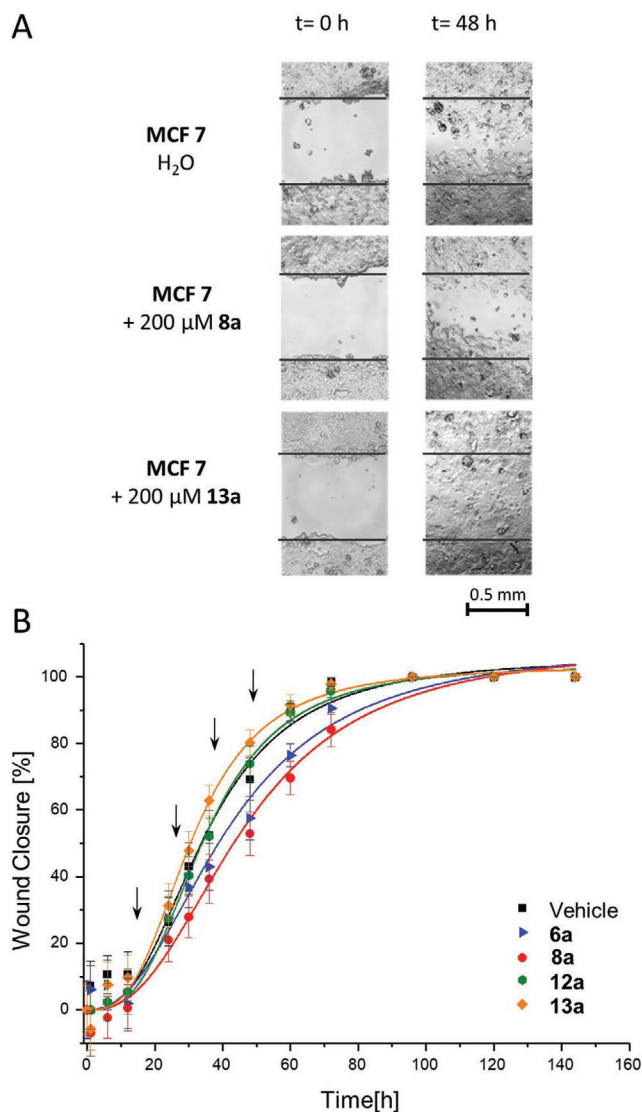 A
t= 0 h
t= 48 h
MCF 7
H₂O
MCF 7
+ 200 µM 8a
MCF 7
+ 200 µM 13a
0.5 mm
B
Wound Closure [%]
100
80
60
40
20
0
Vehicle
6a
8a
12a
13a
0 20 40 60 80 100 120 140 160
Time[h]